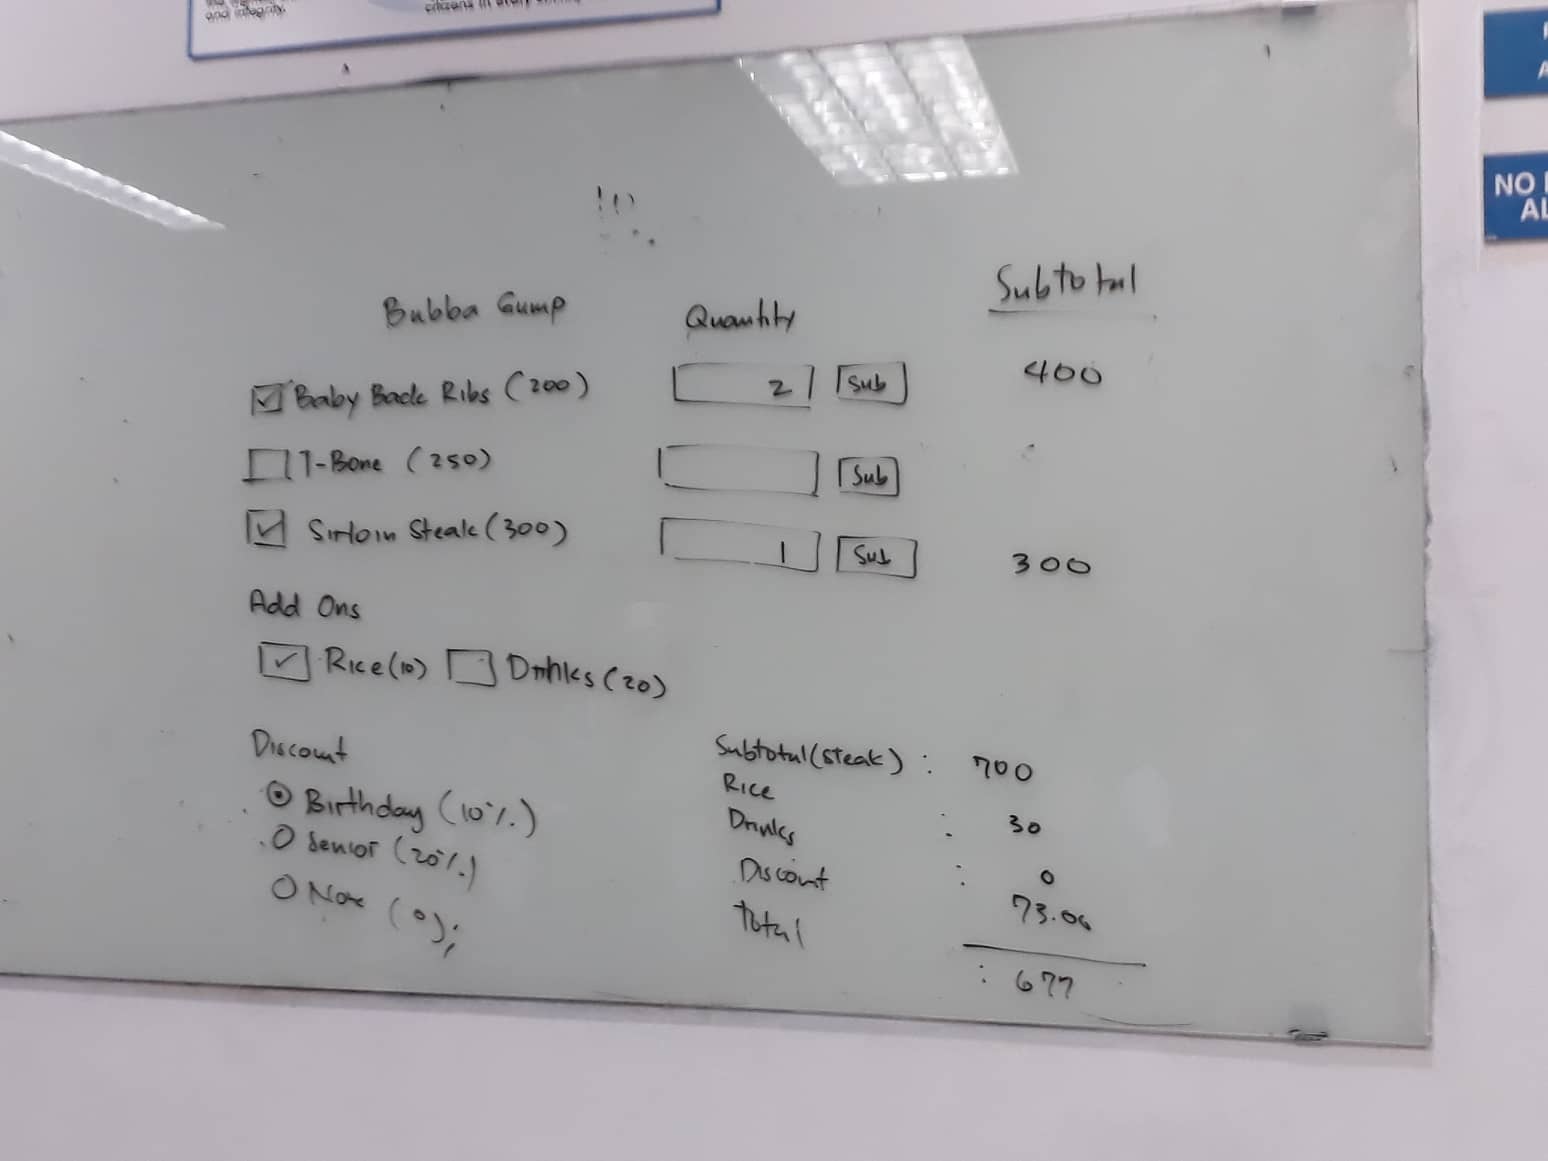 and integrity.
citizens in every
NO
AL
Bubba Gump Quantity Subtotal
Baby Back Ribs (200) 2 Sub 400
T-Bone (250) Sub
Sirloin Steak (300) 1 Sub 300
Add Ons
Rice (10) Drinks (20)
Discount
Birthday (10%)
Senior (20%)
None (0);
Subtotal (Steak) : 700
Rice
Drinks : 30
Discount : 0
Total 73.00
: 677